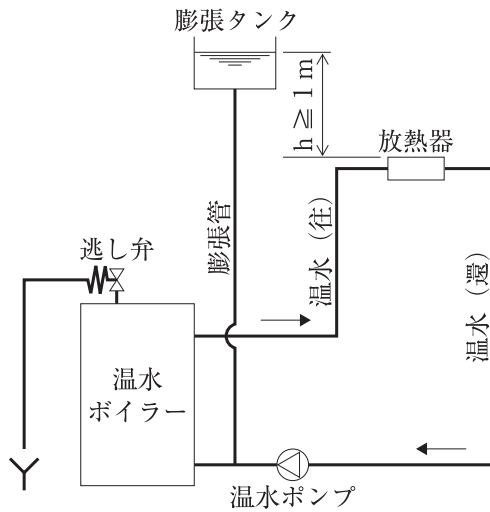 膨張タンク
h≧1m
放熱器
膨張管
温水(往)
逃し弁
温水(還)
温水
ボイラー
温水ポンプ